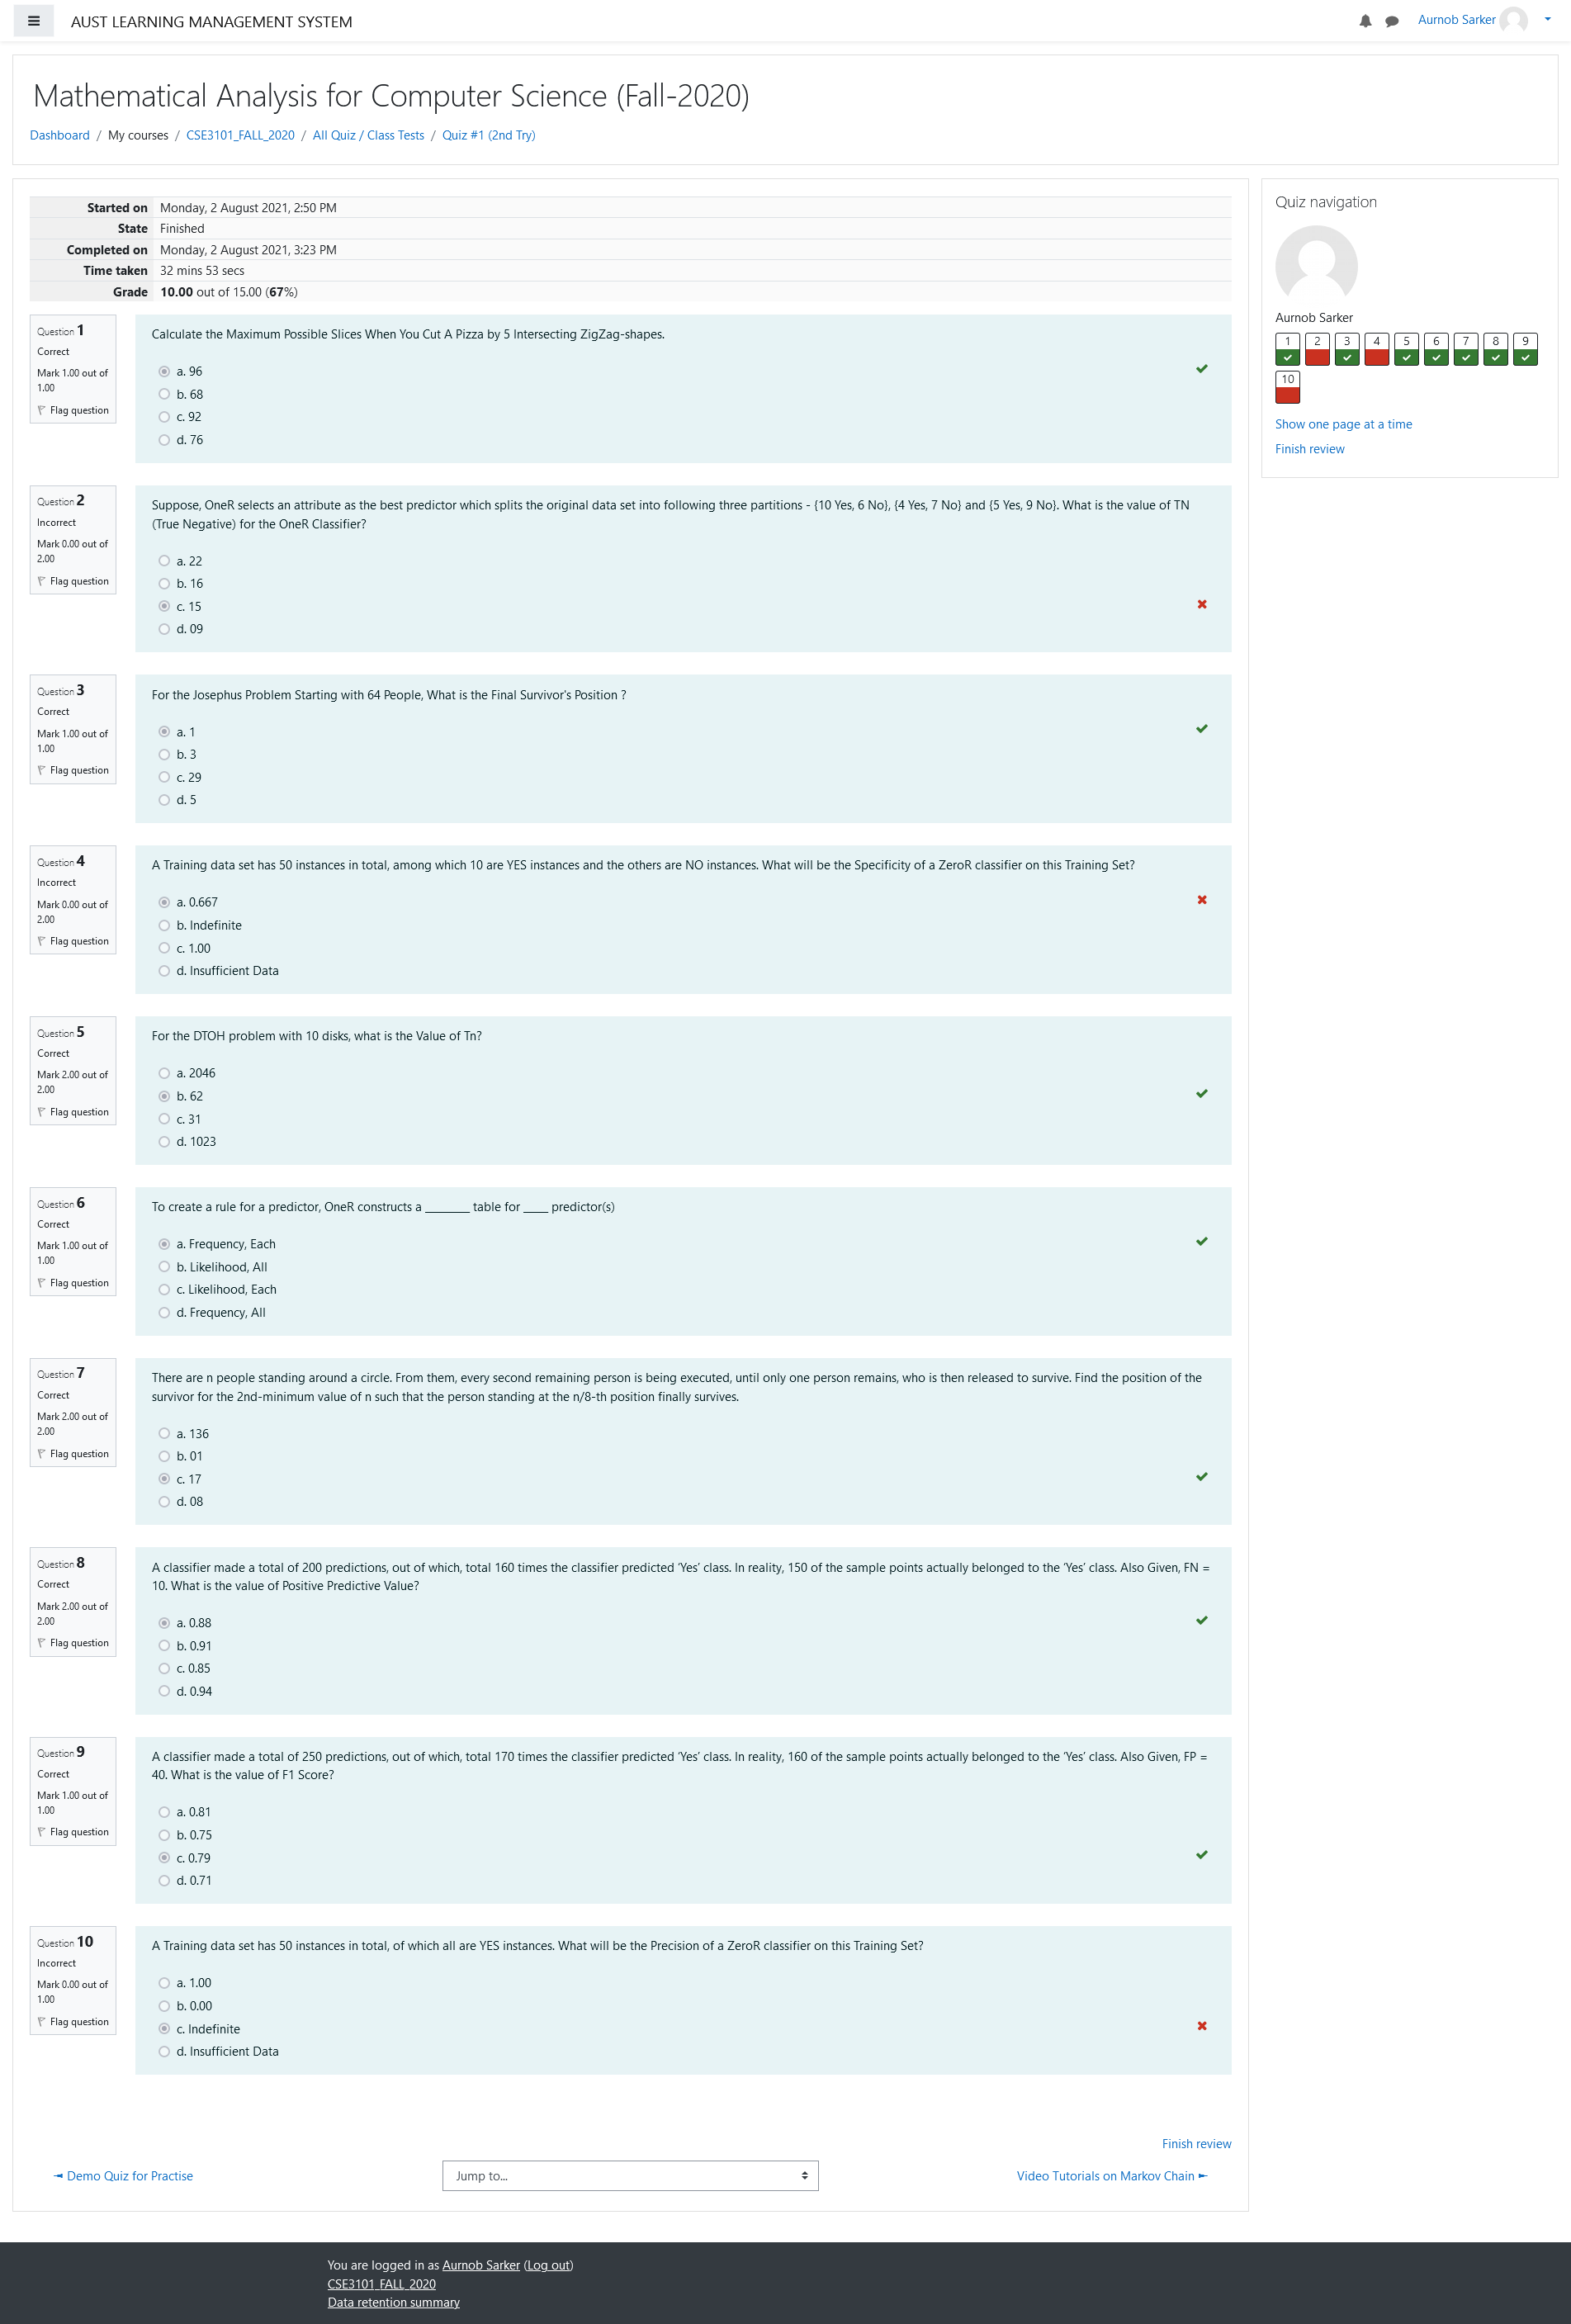 AUST LEARNING MANAGEMENT SYSTEM
Aurnob Sarker
Mathematical Analysis for Computer Science (Fall-2020)
Dashboard / My courses / CSE3101_FALL_2020 / All Quiz / Class Tests / Quiz #1 (2nd Try)
Started on Monday, 2 August 2021, 2:50 PM
State Finished
Completed on Monday, 2 August 2021, 3:23 PM
Time taken 32 mins 53 secs
Grade 10.00 out of 15.00 (67%)
Question 1
Correct
Mark 1.00 out of
1.00
Flag question
Calculate the Maximum Possible Slices When You Cut A Pizza by 5 Intersecting ZigZag-shapes.
a. 96
b. 68
c. 92
d. 76
Question 2
Incorrect
Mark 0.00 out of
2.00
Flag question
Suppose, OneR selects an attribute as the best predictor which splits the original data set into following three partitions - {10 Yes, 6 No}, {4 Yes, 7 No} and {5 Yes, 9 No}. What is the value of TN
(True Negative) for the OneR Classifier?
a. 22
b. 16
c. 15
d. 09
Question 3
Correct
Mark 1.00 out of
1.00
Flag question
For the Josephus Problem Starting with 64 People, What is the Final Survivor's Position ?
a. 1
b. 3
c. 29
d. 5
Question 4
Incorrect
Mark 0.00 out of
2.00
Flag question
A Training data set has 50 instances in total, among which 10 are YES instances and the others are NO instances. What will be the Specificity of a ZeroR classifier on this Training Set?
a. 0.667
b. Indefinite
c. 1.00
d. Insufficient Data
Question 5
Correct
Mark 2.00 out of
2.00
Flag question
For the DTOH problem with 10 disks, what is the Value of Tn?
a. 2046
b. 62
c. 31
d. 1023
Question 6
Correct
Mark 1.00 out of
1.00
Flag question
To create a rule for a predictor, OneR constructs a _______ table for ____ predictor(s)
a. Frequency, Each
b. Likelihood, All
c. Likelihood, Each
d. Frequency, All
Question 7
Correct
Mark 2.00 out of
2.00
Flag question
There are n people standing around a circle. From them, every second remaining person is being executed, until only one person remains, who is then released to survive. Find the position of the
survivor for the 2nd-minimum value of n such that the person standing at the n/8-th position finally survives.
a. 136
b. 01
c. 17
d. 08
Question 8
Correct
Mark 2.00 out of
2.00
Flag question
A classifier made a total of 200 predictions, out of which, total 160 times the classifier predicted ‘Yes’ class. In reality, 150 of the sample points actually belonged to the ‘Yes’ class. Also Given, FN =
10. What is the value of Positive Predictive Value?
a. 0.88
b. 0.91
c. 0.85
d. 0.94
Question 9
Correct
Mark 1.00 out of
1.00
Flag question
A classifier made a total of 250 predictions, out of which, total 170 times the classifier predicted ‘Yes’ class. In reality, 160 of the sample points actually belonged to the ‘Yes’ class. Also Given, FP =
40. What is the value of F1 Score?
a. 0.81
b. 0.75
c. 0.79
d. 0.71
Question 10
Incorrect
Mark 0.00 out of
1.00
Flag question
A Training data set has 50 instances in total, of which all are YES instances. What will be the Precision of a ZeroR classifier on this Training Set?
a. 1.00
b. 0.00
c. Indefinite
d. Insufficient Data
Finish review
◄ Demo Quiz for Practise
Jump to...
Video Tutorials on Markov Chain ►
Quiz navigation
Aurnob Sarker
1 2 3 4 5 6 7 8 9
10
Show one page at a time
Finish review
You are logged in as Aurnob Sarker (Log out)
CSE3101_FALL_2020
Data retention summary